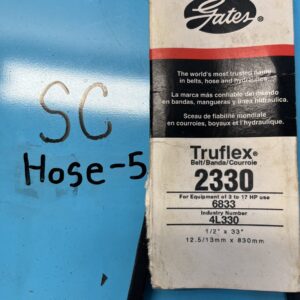 SC
Hose-5
Gates
The world's most trusted name
in belts, hose and hydraulics.
La marca más confiable del mundo
en bandas, mangueras y línea hidráulica.
Sceau de fiabilité mondial
en courroies, boyaux et l'hydraulique.
Truflex®
Belt/Banda/Courroie
2330
For Equipment of 3 to 17 HP use
6833
Industry Number
4L330
1/2" x 33"
12.5/13mm x 830mm